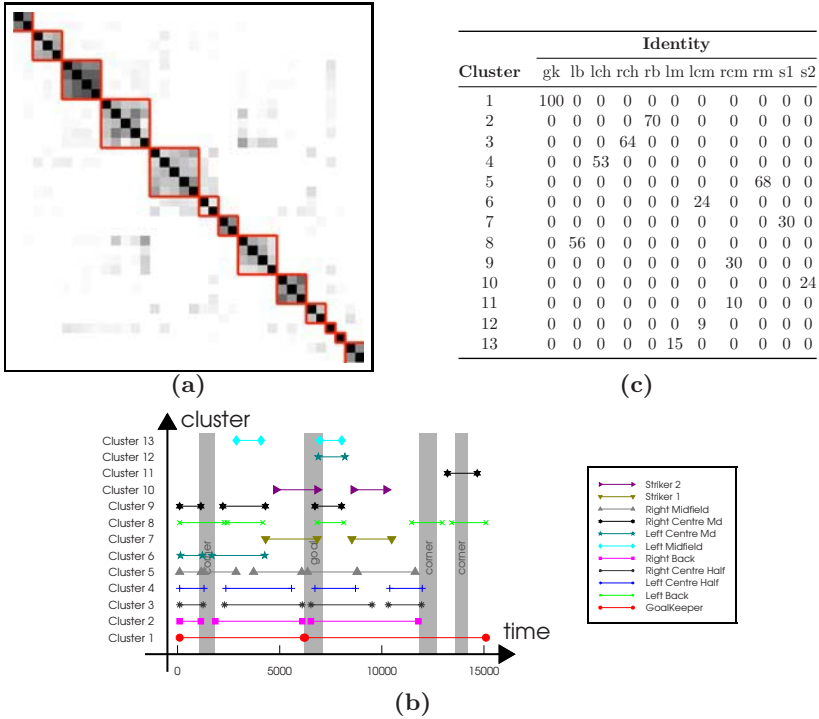 (a)
Identity
Cluster gk lb lch rch rb lm lcm rcm rm s1 s2
1 100 0 0 0 0 0 0 0 0 0 0
2 0 0 0 0 70 0 0 0 0 0 0
3 0 0 0 64 0 0 0 0 0 0 0
4 0 0 53 0 0 0 0 0 0 0 0
5 0 0 0 0 0 0 0 0 68 0 0
6 0 0 0 0 0 0 24 0 0 0 0
7 0 0 0 0 0 0 0 0 0 30 0
8 0 56 0 0 0 0 0 0 0 0 0
9 0 0 0 0 0 0 0 30 0 0 0
10 0 0 0 0 0 0 0 0 0 0 24
11 0 0 0 0 0 0 0 10 0 0 0
12 0 0 0 0 0 0 9 0 0 0 0
13 0 0 0 0 0 15 0 0 0 0 0
(c)
cluster
Cluster 13
Cluster 12
Cluster 11
Cluster 10
Cluster 9
Cluster 8
Cluster 7
Cluster 6
Cluster 5
Cluster 4
Cluster 3
Cluster 2
Cluster 1
corner
goal
corner
corner
time
0 5000 10000 15000
Striker 2
Striker 1
Right Midfield
Right Centre Md
Left Centre Md
Left Midfield
Right Back
Right Centre Half
Left Centre Half
Left Back
GoalKeeper
(b)